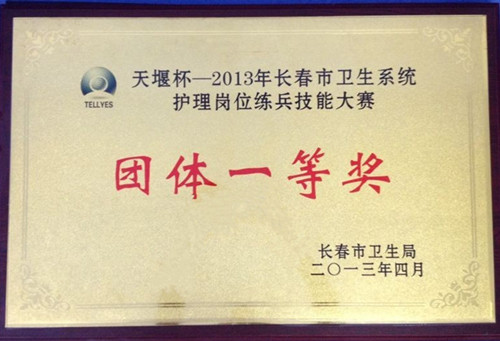 天堰杯—2013年长春市卫生系统
TELLYES
护理岗位练兵技能大赛
团体一等奖
长春市卫生局
二〇一三年四月